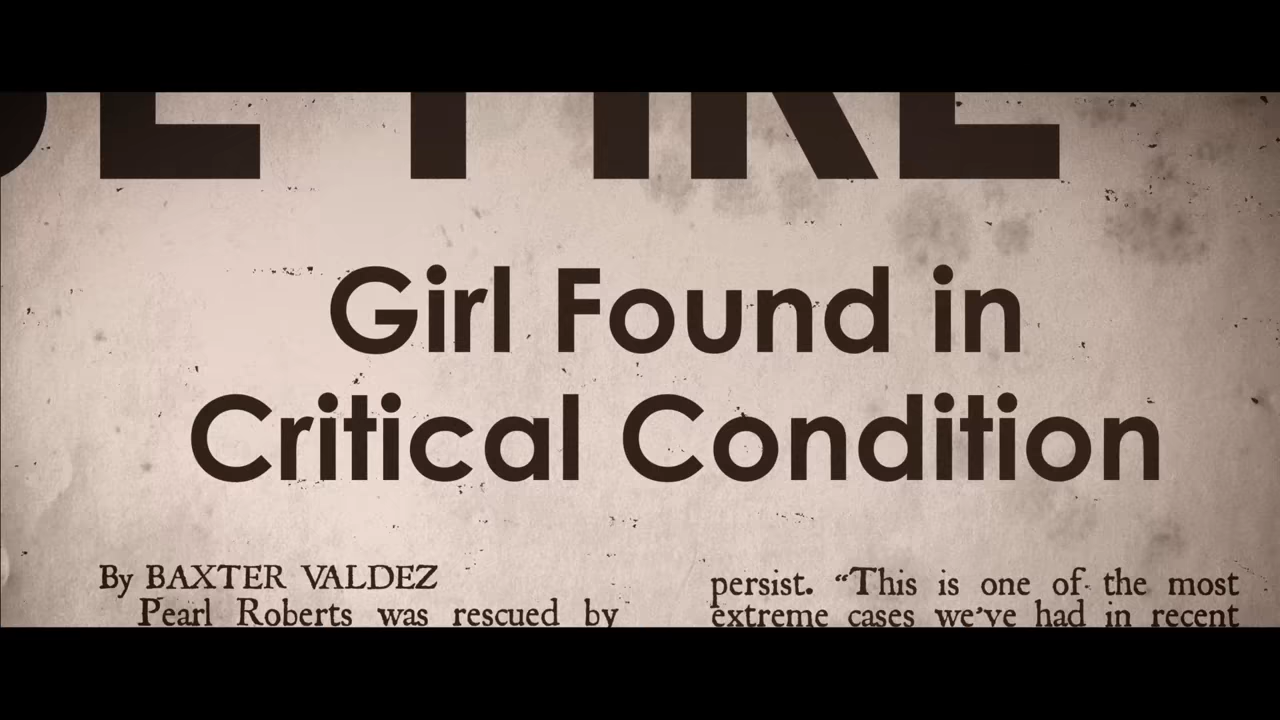 FIRE
Girl Found in
Critical Condition
By BAXTER VALDEZ
Pearl Roberts was rescued by
persist. “This is one of the most
extreme cases we’ve had in recent